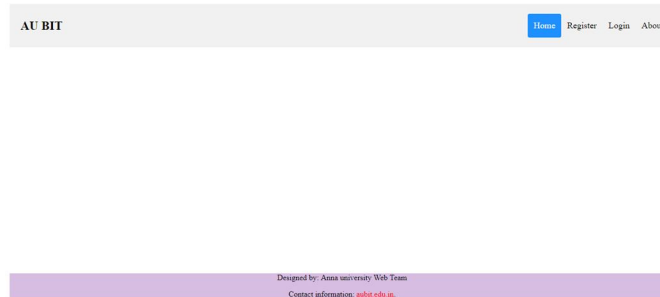 AU BIT
Home Register Login Abou
Designed by: Anna university Web Team
Contact information: aubit.edu.in.